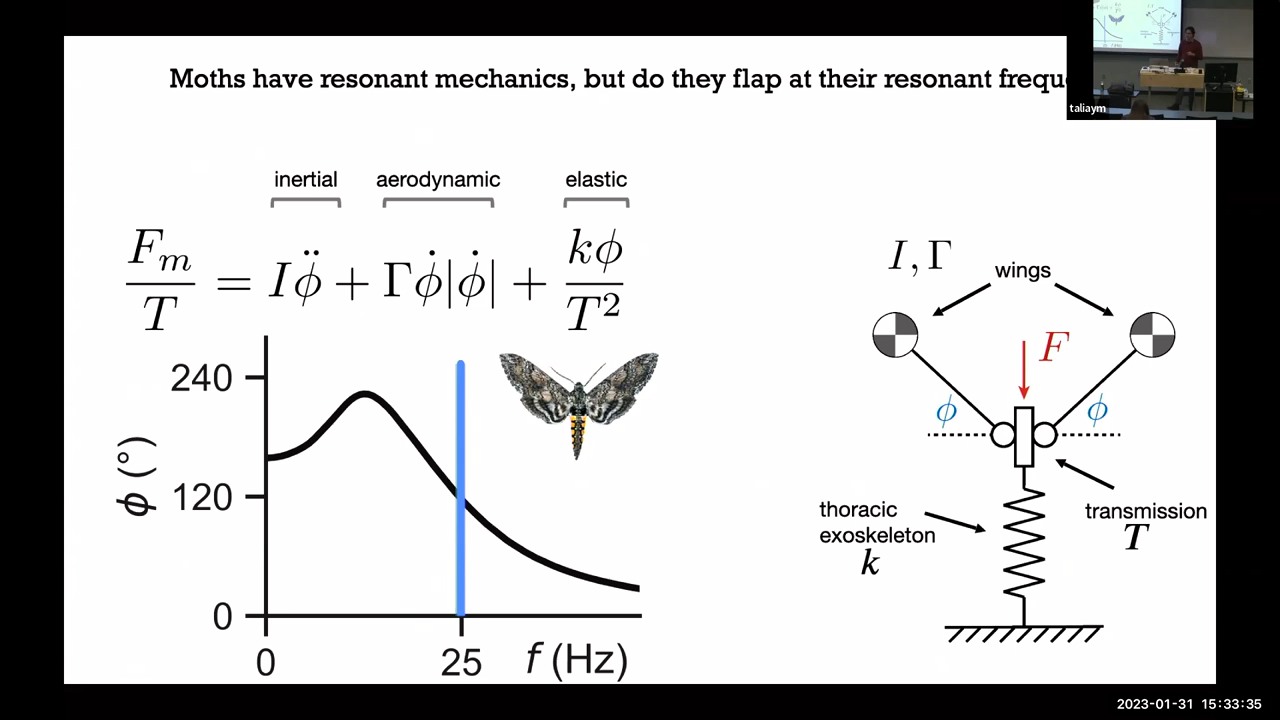 Moths have resonant mechanics, but do they flap at their resonant frequ
taliaym
inertial aerodynamic elastic
F_m/T = Iϕ̈ + Γϕ̇|ϕ̇| + kϕ/T²
I, Γ
wings
F
ϕ ϕ
240
120
0
ϕ (°)
0 25 f (Hz)
thoracic
exoskeleton
k
transmission
T
2023-01-31 15:33:35